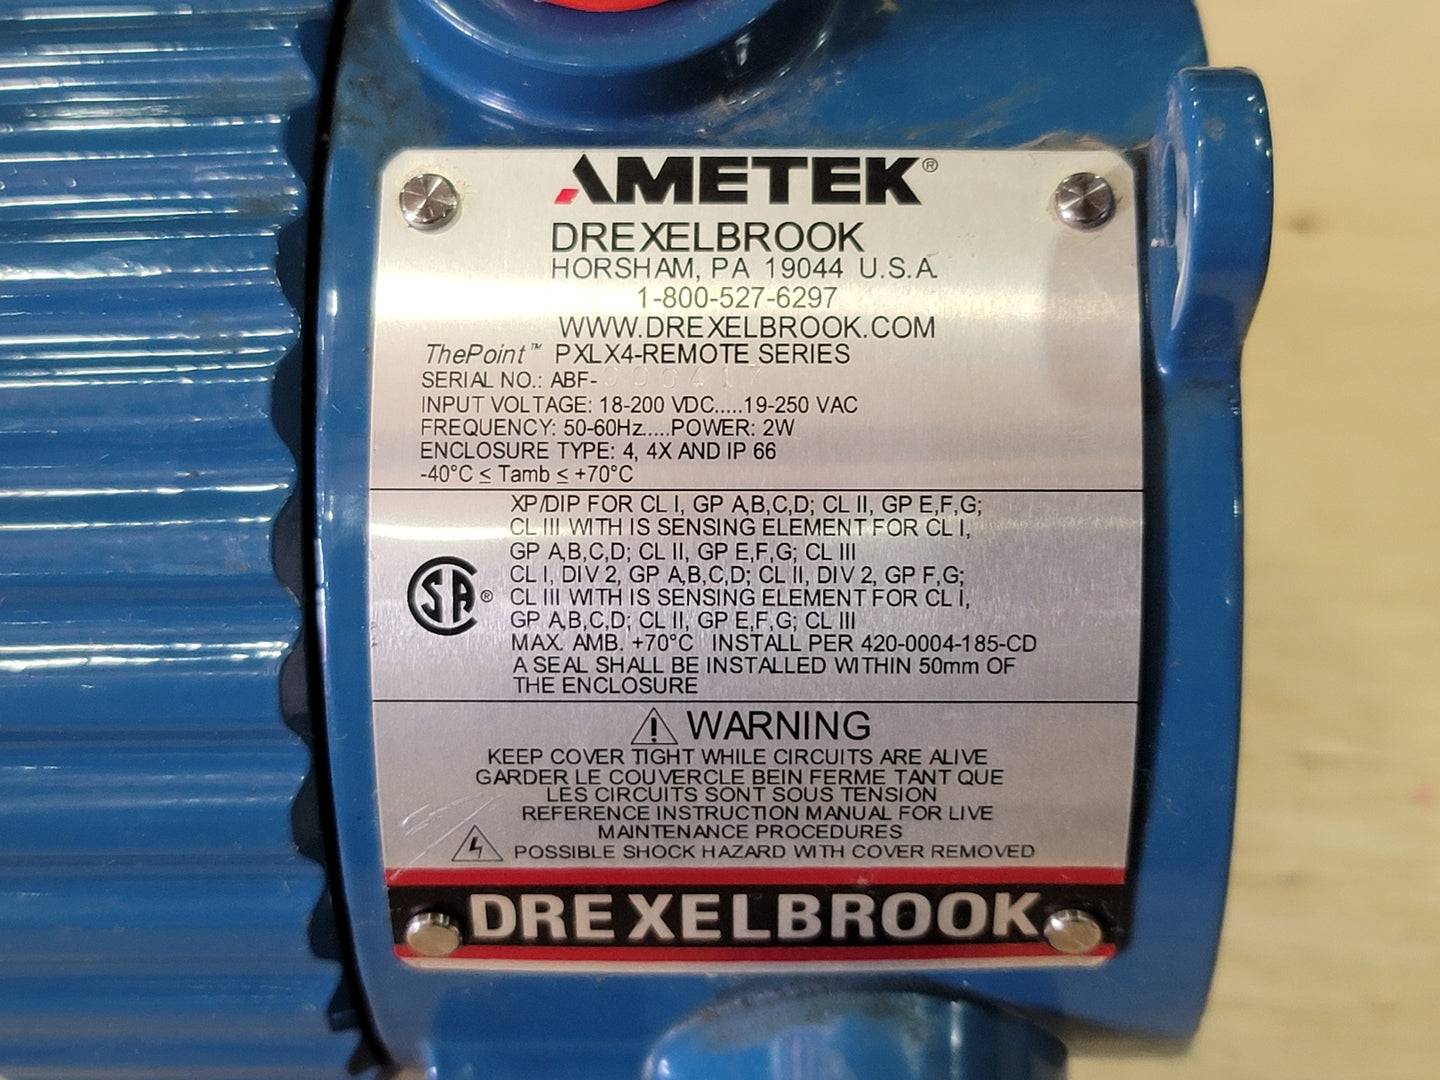 AMETEK®
DREXELBROOK
HORSHAM, PA 19044 U.S.A.
1-800-527-6297
WWW.DREXELBROOK.COM
ThePoint™ PXLX4-REMOTE SERIES
SERIAL NO.: ABF-
INPUT VOLTAGE: 18-200 VDC.....19-250 VAC
FREQUENCY: 50-60Hz.....POWER: 2W
ENCLOSURE TYPE: 4, 4X AND IP 66
-40°C ≤ Tamb ≤ +70°C
XP/DIP FOR CL I, GP A,B,C,D; CL II, GP E,F,G;
CL III WITH IS SENSING ELEMENT FOR CL I,
GP A,B,C,D; CL II, GP E,F,G; CL III
CL I, DIV 2, GP A,B,C,D; CL II, DIV 2, GP F,G;
CL III WITH IS SENSING ELEMENT FOR CL I,
GP A,B,C,D; CL II, GP E,F,G; CL III
MAX. AMB. +70°C INSTALL PER 420-0004-185-CD
A SEAL SHALL BE INSTALLED WITHIN 50mm OF
THE ENCLOSURE
CSA®
WARNING
KEEP COVER TIGHT WHILE CIRCUITS ARE ALIVE
GARDER LE COUVERCLE BEIN FERME TANT QUE
LES CIRCUITS SONT SOUS TENSION
REFERENCE INSTRUCTION MANUAL FOR LIVE
MAINTENANCE PROCEDURES
POSSIBLE SHOCK HAZARD WITH COVER REMOVED
DREXELBROOK